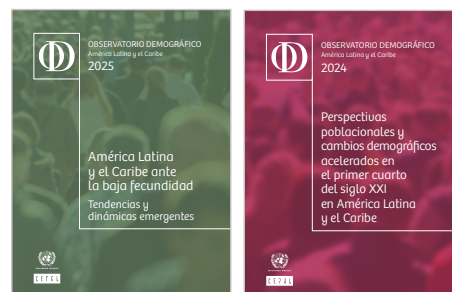 OBSERVATORIO DEMOGRÁFICO
América Latina y el Caribe
2025
América Latina
y el Caribe ante
la baja fecundidad
Tendencias y
dinámicas emergentes
CEPAL
OBSERVATORIO DEMOGRÁFICO
América Latina y el Caribe
2024
Perspectivas
poblacionales y
cambios demográficos
acelerados en
el primer cuarto
del siglo XXI
en América Latina
y el Caribe
CEPAL